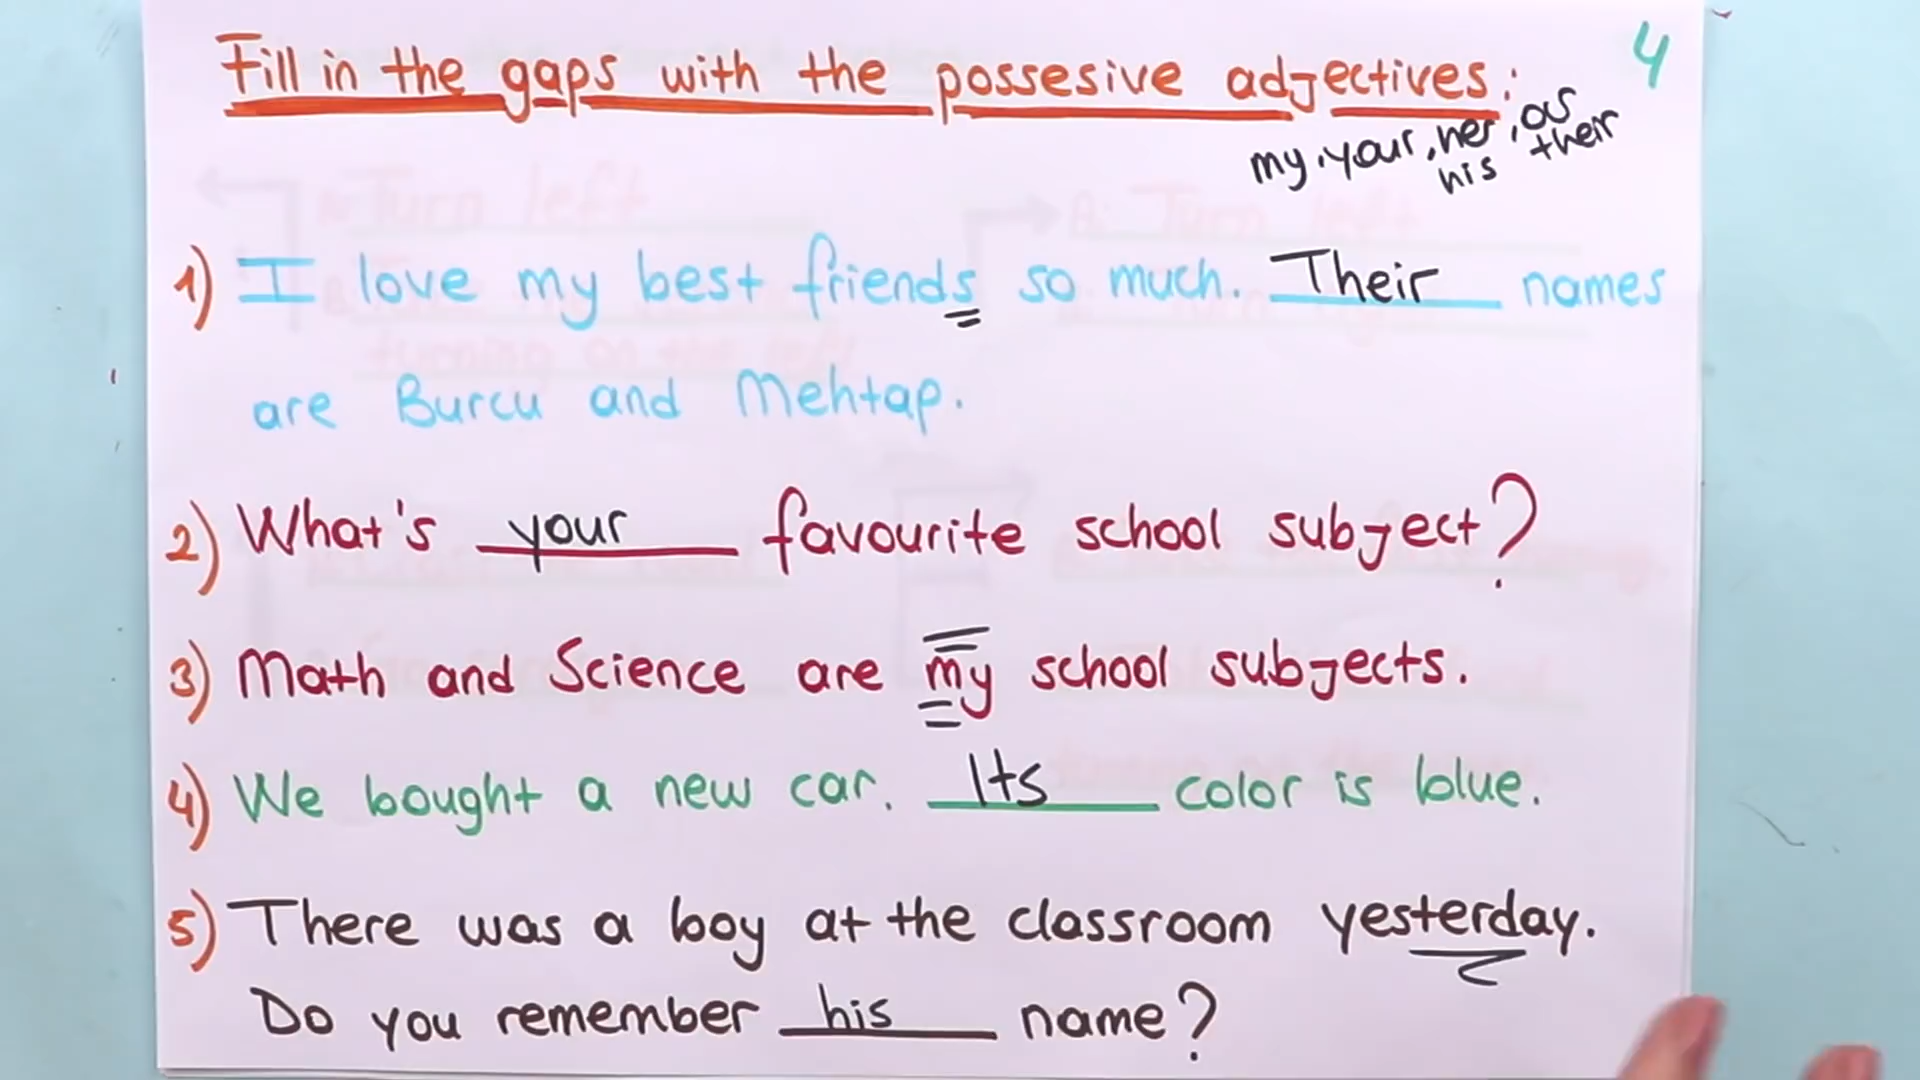 Fill in the gaps with the possesive adjectives:
4
my, your, her, our
his their
1) I love my best friends so much. Their names
are Burcu and Mehtap.
2) What's your favourite school subject?
3) Math and Science are my school subjects.
4) We bought a new car. Its color is blue.
5) There was a boy at the classroom yesterday.
Do you remember his name?